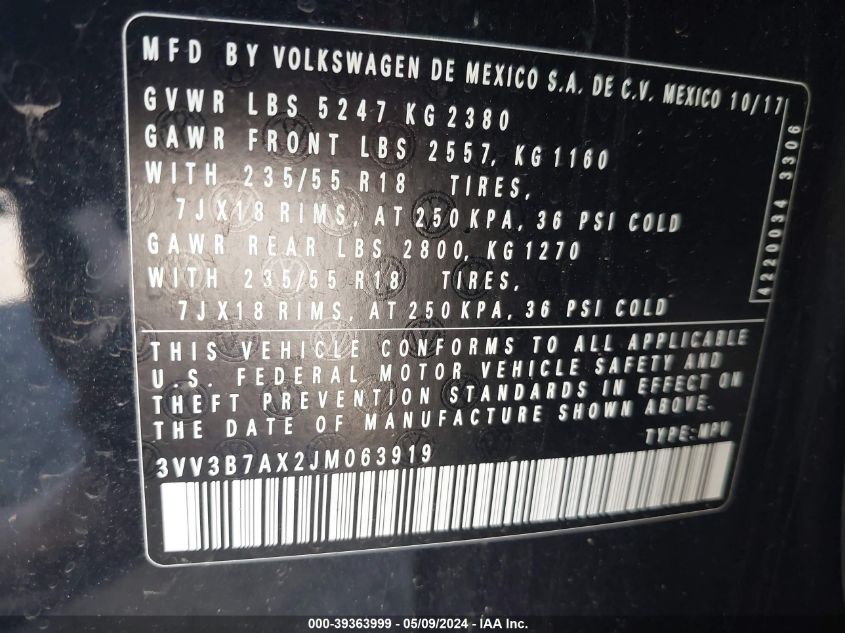 MFD BY VOLKSWAGEN DE MEXICO S.A. DE C.V. MEXICO 10/17
GVWR LBS 5247 KG 2380
GAWR FRONT LBS 2557, KG 1160
WITH 235/55 R18 TIRES,
7JX18 RIMS, AT 250 KPA, 36 PSI COLD
GAWR REAR LBS 2800, KG 1270
WITH 235/55 R18 TIRES,
7JX18 RIMS, AT 250 KPA, 36 PSI COLD
4220034 3306
THIS VEHICLE CONFORMS TO ALL APPLICABLE
U.S. FEDERAL MOTOR VEHICLE SAFETY AND
THEFT PREVENTION STANDARDS IN EFFECT ON
THE DATE OF MANUFACTURE SHOWN ABOVE.
TYPE: MPV
3VV3B7AX2JM063919
000-39363999 - 05/09/2024 - IAA Inc.